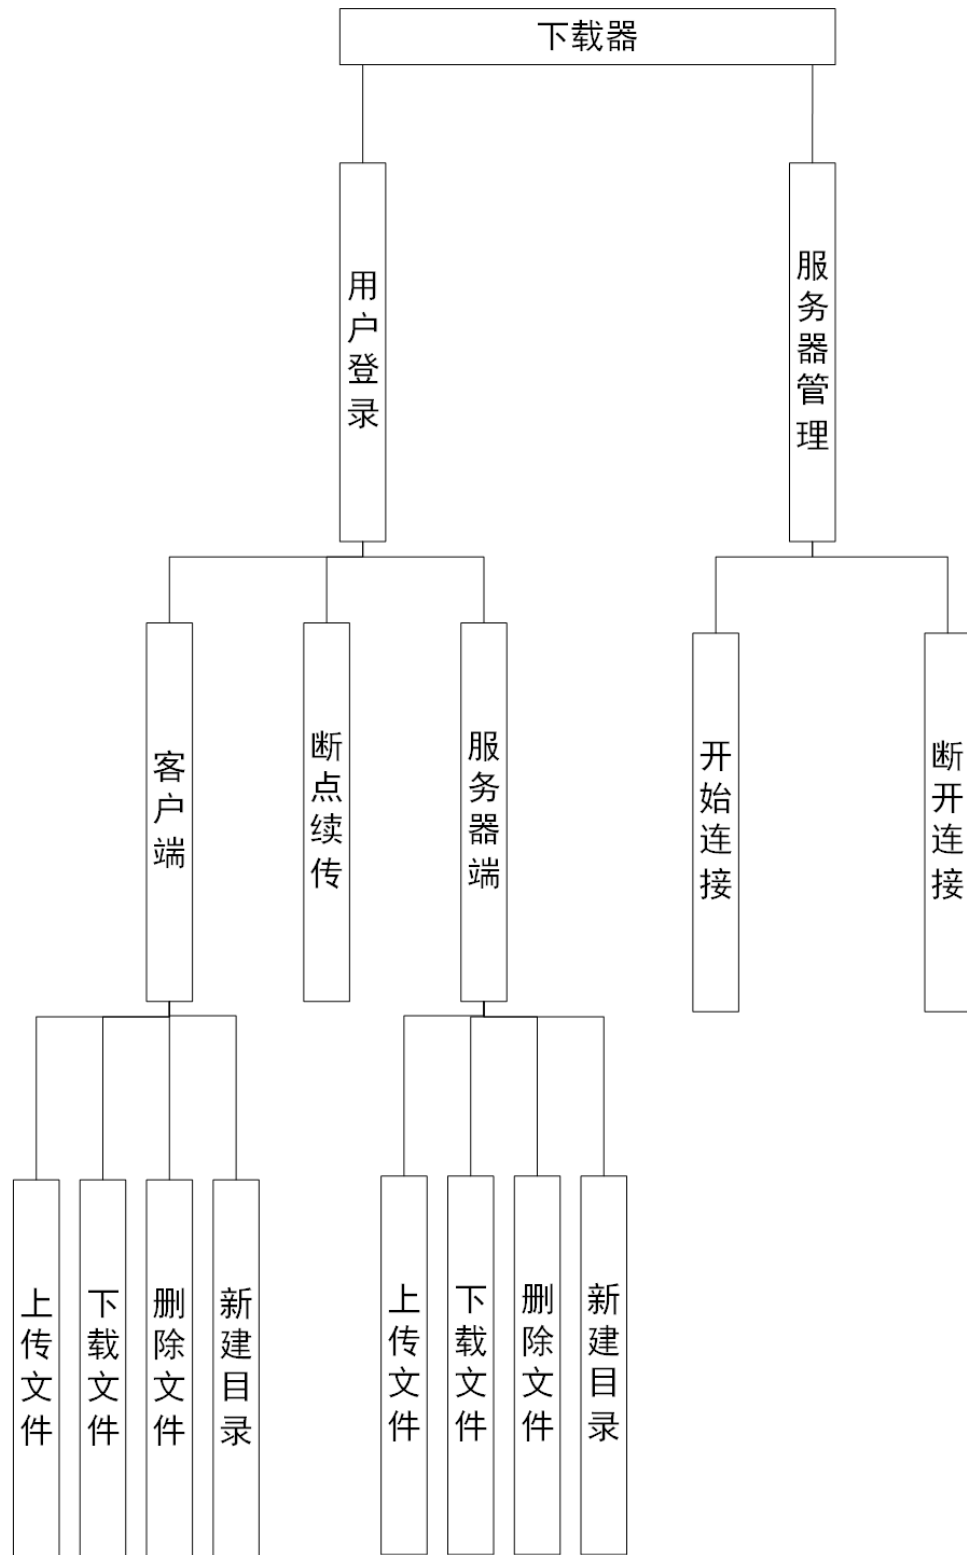 下载器
用户登录
服务器管理
客户端
断点续传
服务器端
开始连接
断开连接
上传文件
下载文件
删除文件
新建目录
上传文件
下载文件
删除文件
新建目录